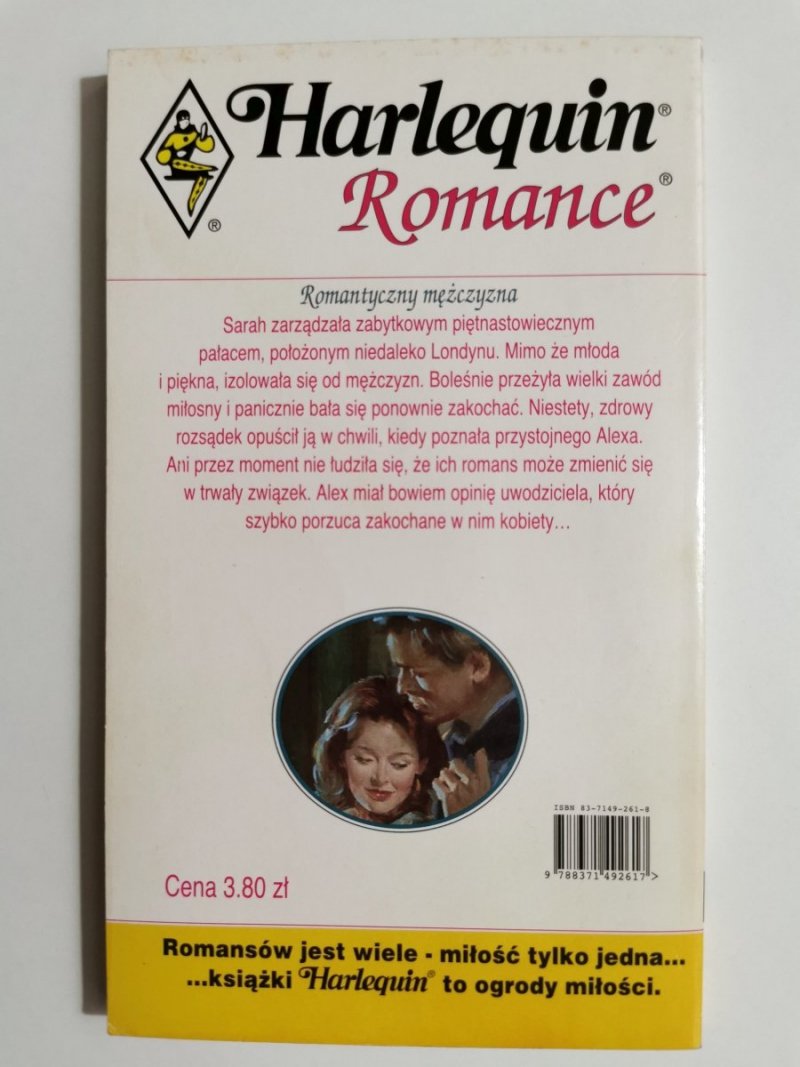 Harlequin®
Romance®
®
Romantyczny mężczyzna
Sarah zarządzała zabytkowym piętnastowiecznym
pałacem, położonym niedaleko Londynu. Mimo że młoda
i piękna, izolowała się od mężczyzn. Boleśnie przeżyła wielki zawód
miłosny i panicznie bała się ponownie zakochać. Niestety, zdrowy
rozsądek opuścił ją w chwili, kiedy poznała przystojnego Alexa.
Ani przez moment nie łudziła się, że ich romans może zmienić się
w trwały związek. Alex miał bowiem opinię uwodziciela, który
szybko porzuca zakochane w nim kobiety...
ISBN 83-7149-261-8
9 788371 492617 >
Cena 3.80 zł
Romansów jest wiele - miłość tylko jedna...
...książki Harlequin® to ogrody miłości.